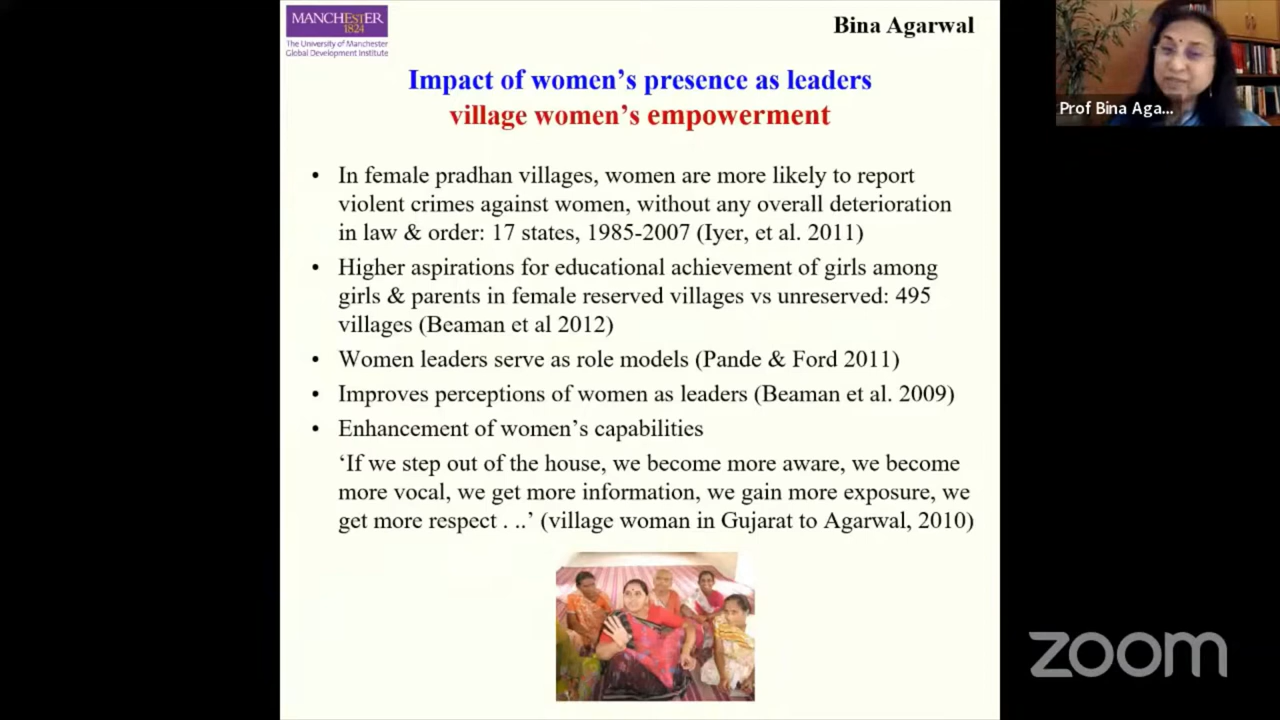 MANCHESTER
1824
The University of Manchester
Global Development Institute
Bina Agarwal
Prof Bina Aga...
Impact of women's presence as leaders
village women's empowerment
• In female pradhan villages, women are more likely to report
violent crimes against women, without any overall deterioration
in law & order: 17 states, 1985-2007 (Iyer, et al. 2011)
• Higher aspirations for educational achievement of girls among
girls & parents in female reserved villages vs unreserved: 495
villages (Beaman et al 2012)
• Women leaders serve as role models (Pande & Ford 2011)
• Improves perceptions of women as leaders (Beaman et al. 2009)
• Enhancement of women's capabilities
‘If we step out of the house, we become more aware, we become
more vocal, we get more information, we gain more exposure, we
get more respect . ..’ (village woman in Gujarat to Agarwal, 2010)
zoom